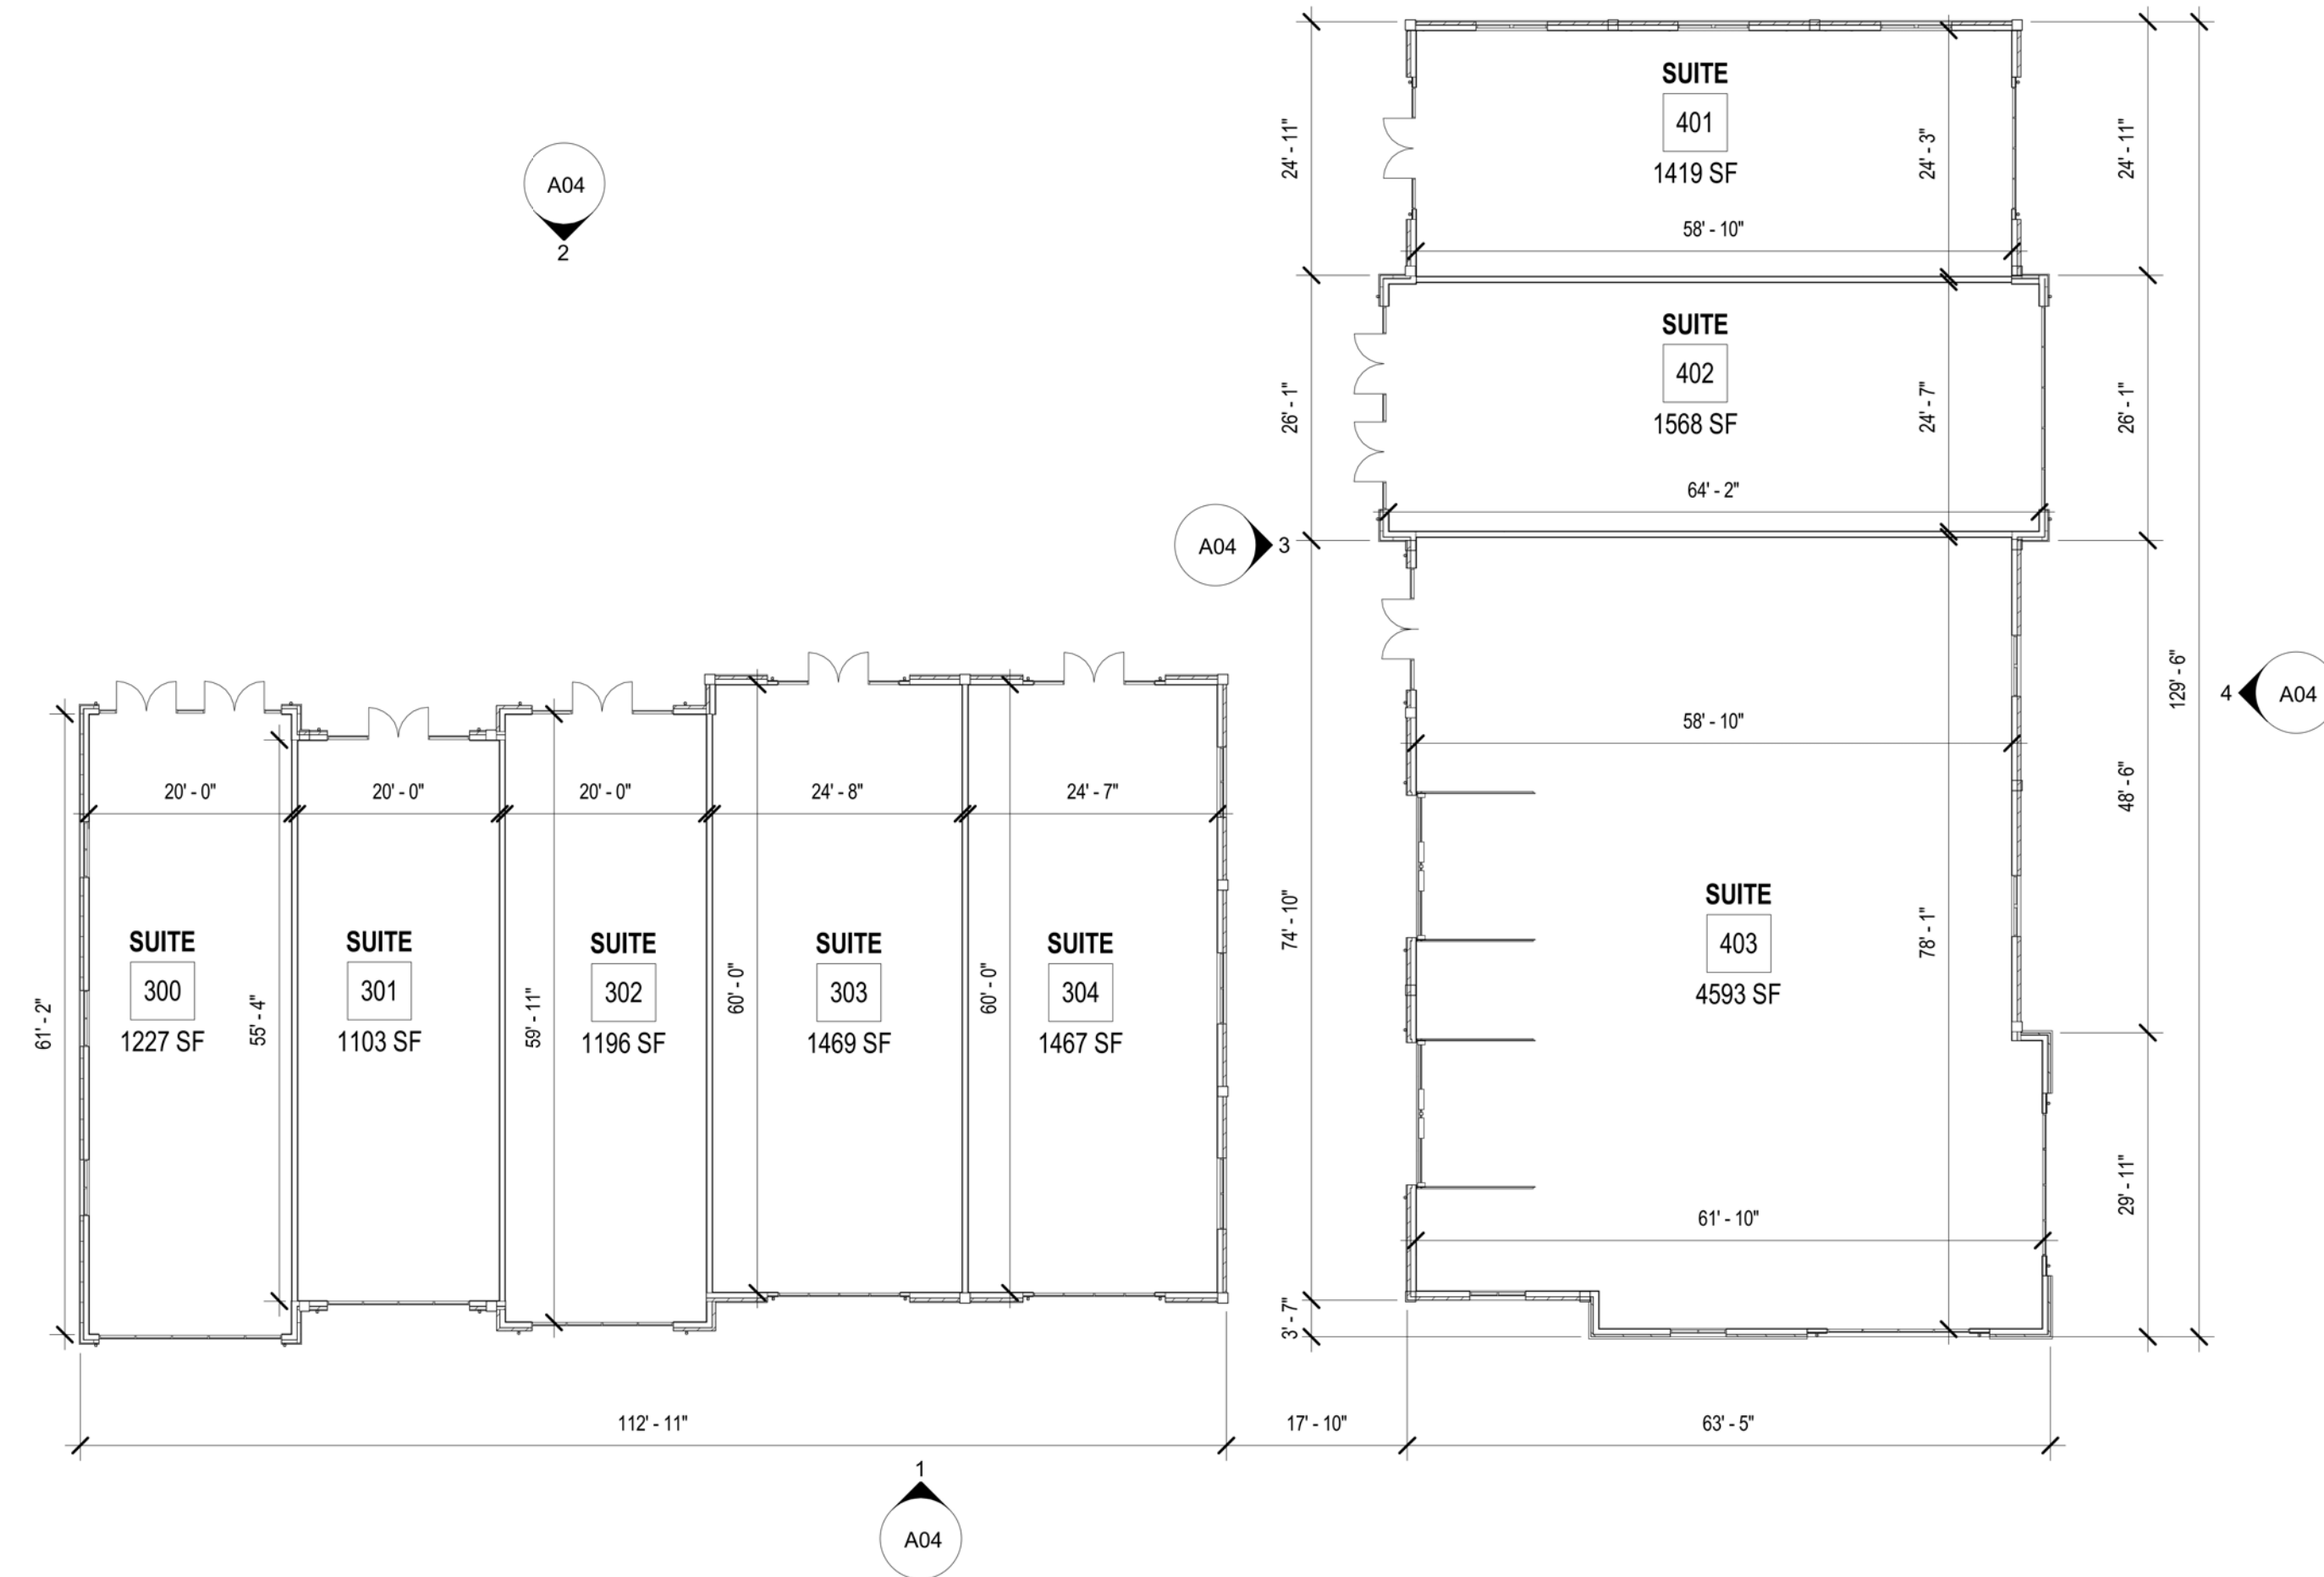 A04
2
SUITE
401
1419 SF
58' - 10"
24' - 3"
24' - 11"
24' - 11"
SUITE
402
1568 SF
64' - 2"
24' - 7"
26' - 1"
26' - 1"
A04
3
58' - 10"
SUITE
403
4593 SF
78' - 1"
61' - 10"
74' - 10"
3' - 7"
48' - 6"
29' - 11"
129' - 6"
4
A04
20' - 0"
20' - 0"
20' - 0"
24' - 8"
24' - 7"
61' - 2"
SUITE
300
1227 SF
55' - 4"
SUITE
301
1103 SF
59' - 11"
SUITE
302
1196 SF
60' - 0"
SUITE
303
1469 SF
60' - 0"
SUITE
304
1467 SF
112' - 11"
17' - 10"
63' - 5"
1
A04